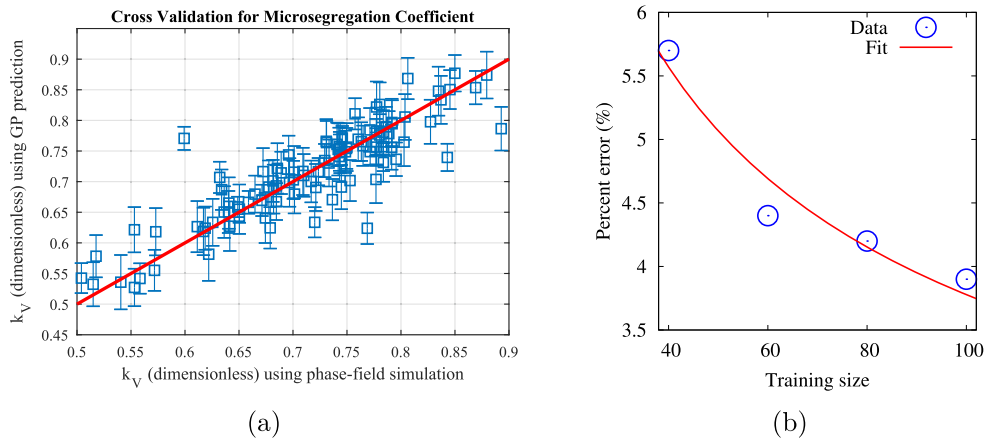 Cross Validation for Microsegregation Coefficient
k_V (dimensionless) using GP prediction
0.9
0.85
0.8
0.75
0.7
0.65
0.6
0.55
0.5
0.45
0.5 0.55 0.6 0.65 0.7 0.75 0.8 0.85 0.9
k_V (dimensionless) using phase-field simulation
(a)
Percent error (%)
6
5.5
5
4.5
4
3.5
Data
Fit
40 60 80 100
Training size
(b)